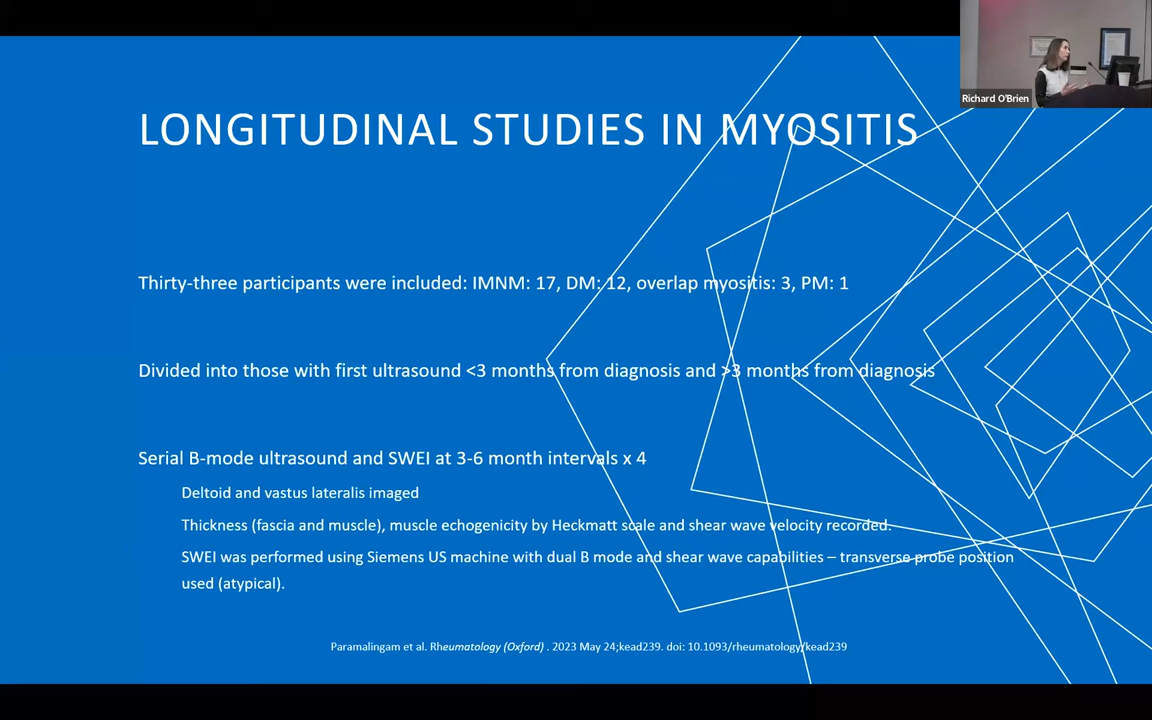 Richard O'Brien
LONGITUDINAL STUDIES IN MYOSITIS
Thirty-three participants were included: IMNM: 17, DM: 12, overlap myositis: 3, PM: 1
Divided into those with first ultrasound <3 months from diagnosis and >3 months from diagnosis
Serial B-mode ultrasound and SWEI at 3-6 month intervals x 4
Deltoid and vastus lateralis imaged
Thickness (fascia and muscle), muscle echogenicity by Heckmatt scale and shear wave velocity recorded.
SWEI was performed using Siemens US machine with dual B mode and shear wave capabilities – transverse probe position
used (atypical).
Paramalingam et al. Rheumatology (Oxford) . 2023 May 24;kead239. doi: 10.1093/rheumatology/kead239